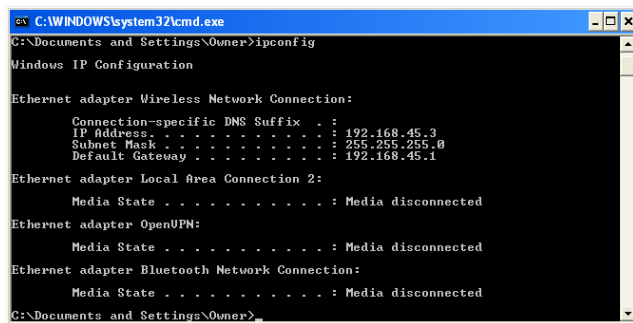 C:\WINDOWS\system32\cmd.exe
C:\Documents and Settings\Owner>ipconfig
Windows IP Configuration
Ethernet adapter Wireless Network Connection:
Connection-specific DNS Suffix . :
IP Address. . . . . . . . . . . . : 192.168.45.3
Subnet Mask . . . . . . . . . . . : 255.255.255.0
Default Gateway . . . . . . . . . : 192.168.45.1
Ethernet adapter Local Area Connection 2:
Media State . . . . . . . . . . . : Media disconnected
Ethernet adapter OpenVPN:
Media State . . . . . . . . . . . : Media disconnected
Ethernet adapter Bluetooth Network Connection:
Media State . . . . . . . . . . . : Media disconnected
C:\Documents and Settings\Owner>_